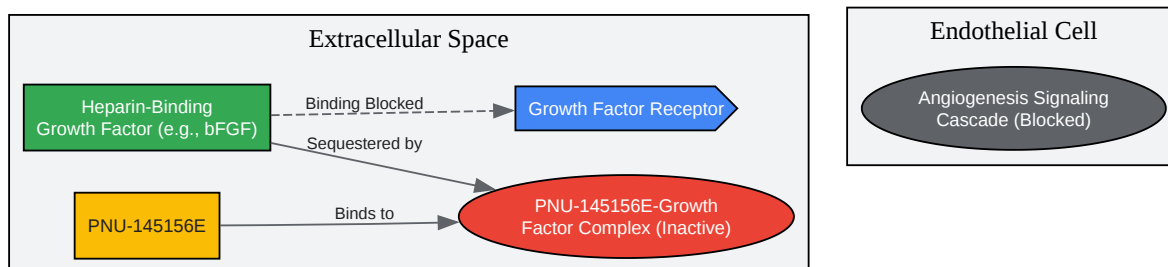 Extracellular Space
Endothelial Cell
Heparin-Binding
Growth Factor (e.g., bFGF)
Binding Blocked
Growth Factor Receptor
Sequestered by
PNU-145156E
Binds to
PNU-145156E-Growth
Factor Complex (Inactive)
Angiogenesis Signaling
Cascade (Blocked)